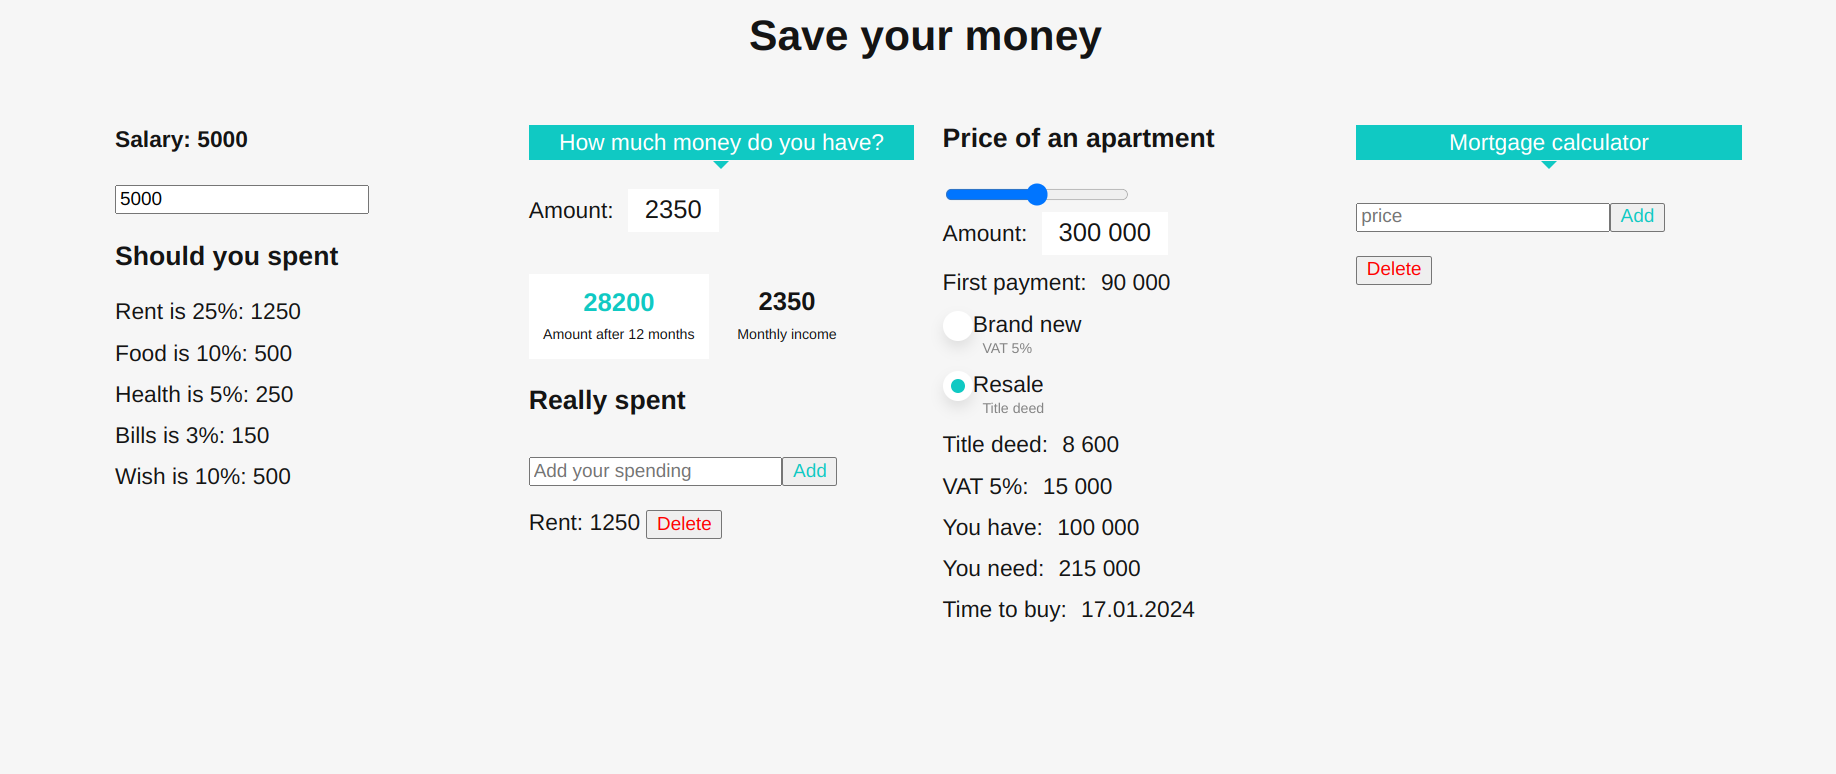 Save your money
Salary: 5000
5000
Should you spent
Rent is 25%: 1250
Food is 10%: 500
Health is 5%: 250
Bills is 3%: 150
Wish is 10%: 500
How much money do you have?
Amount: 2350
28200
Amount after 12 months
2350
Monthly income
Really spent
Add your spending Add
Rent: 1250 Delete
Price of an apartment
Amount: 300 000
First payment: 90 000
Brand new
VAT 5%
Resale
Title deed
Title deed: 8 600
VAT 5%: 15 000
You have: 100 000
You need: 215 000
Time to buy: 17.01.2024
Mortgage calculator
price Add
Delete